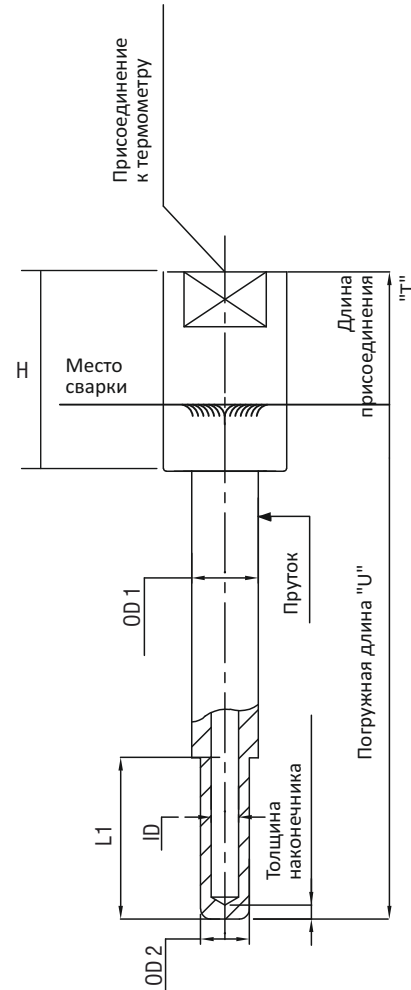 Присоединение
к термометру
H
Место
сварки
Длина
присоединения
"T"
OD 1
Пруток
Погружная длина "U"
L1
ID
Толщина
наконечника
OD 2